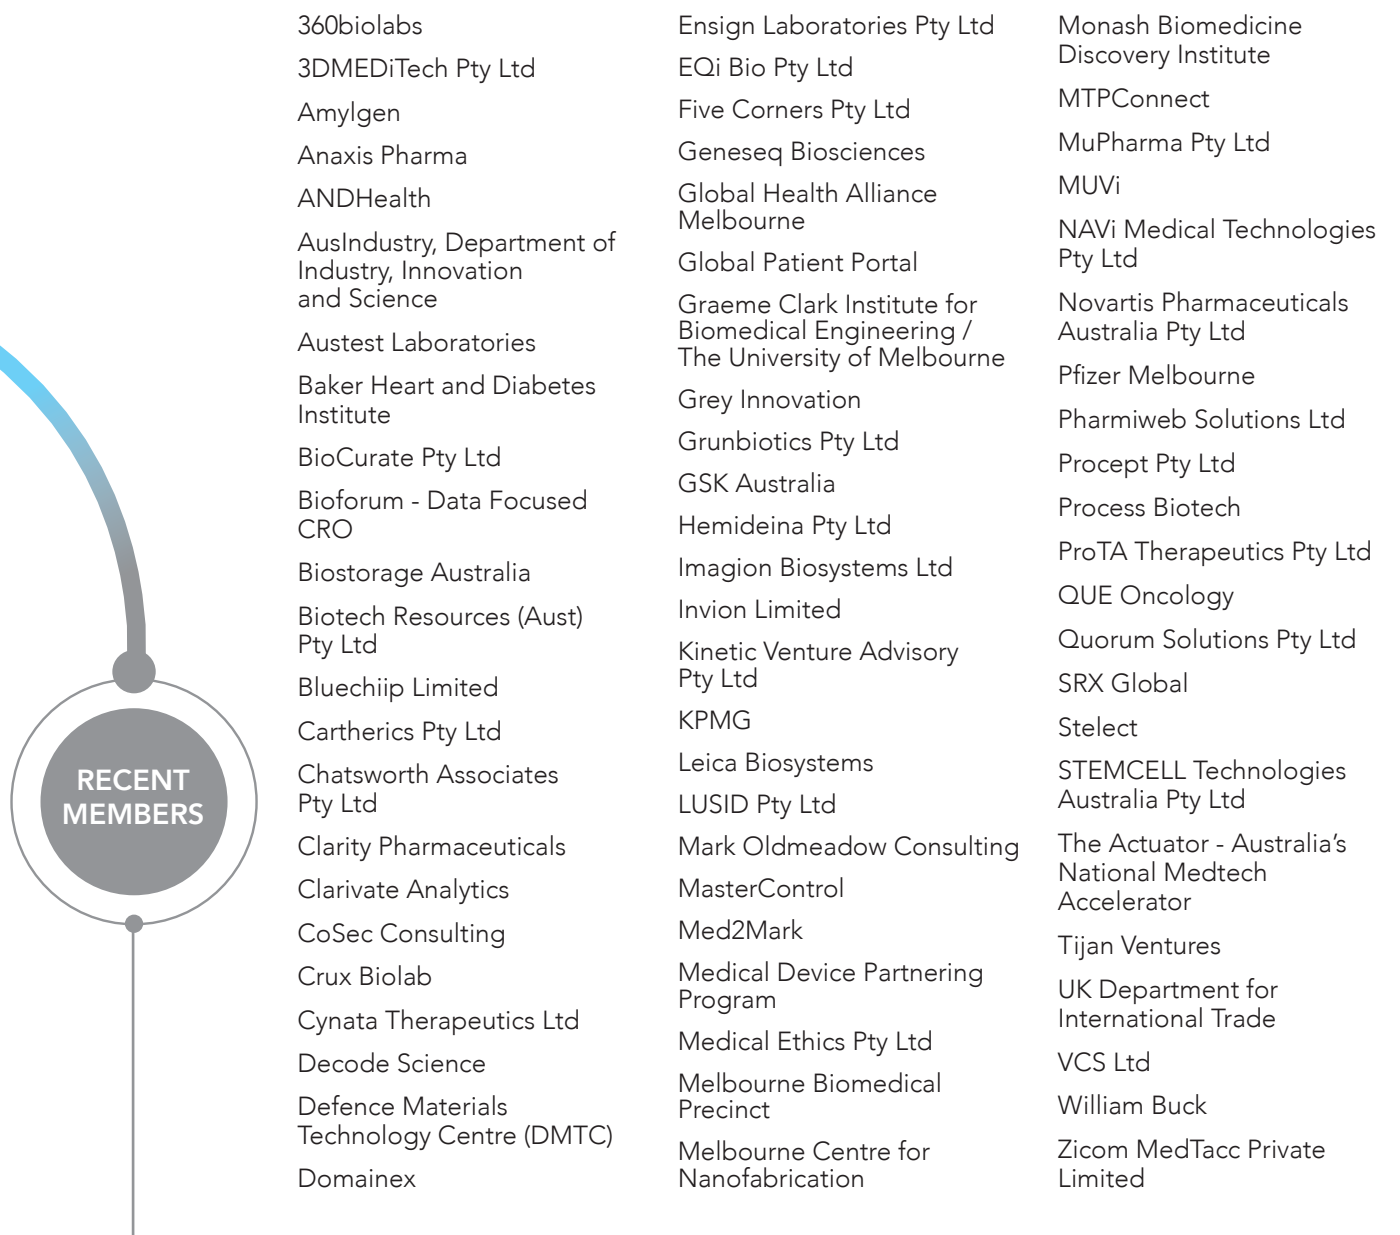 RECENT
MEMBERS
360biolabs
3DMEDiTech Pty Ltd
Amylgen
Anaxis Pharma
ANDHealth
AusIndustry, Department of
Industry, Innovation
and Science
Austest Laboratories
Baker Heart and Diabetes
Institute
BioCurate Pty Ltd
Bioforum - Data Focused
CRO
Biostorage Australia
Biotech Resources (Aust)
Pty Ltd
Bluechiip Limited
Cartherics Pty Ltd
Chatsworth Associates
Pty Ltd
Clarity Pharmaceuticals
Clarivate Analytics
CoSec Consulting
Crux Biolab
Cynata Therapeutics Ltd
Decode Science
Defence Materials
Technology Centre (DMTC)
Domainex
Ensign Laboratories Pty Ltd
EQi Bio Pty Ltd
Five Corners Pty Ltd
Geneseq Biosciences
Global Health Alliance
Melbourne
Global Patient Portal
Graeme Clark Institute for
Biomedical Engineering /
The University of Melbourne
Grey Innovation
Grunbiotics Pty Ltd
GSK Australia
Hemideina Pty Ltd
Imagion Biosystems Ltd
Invion Limited
Kinetic Venture Advisory
Pty Ltd
KPMG
Leica Biosystems
LUSID Pty Ltd
Mark Oldmeadow Consulting
MasterControl
Med2Mark
Medical Device Partnering
Program
Medical Ethics Pty Ltd
Melbourne Biomedical
Precinct
Melbourne Centre for
Nanofabrication
Monash Biomedicine
Discovery Institute
MTPConnect
MuPharma Pty Ltd
MUVi
NAVi Medical Technologies
Pty Ltd
Novartis Pharmaceuticals
Australia Pty Ltd
Pfizer Melbourne
Pharmiweb Solutions Ltd
Procept Pty Ltd
Process Biotech
ProTA Therapeutics Pty Ltd
QUE Oncology
Quorum Solutions Pty Ltd
SRX Global
Stelect
STEMCELL Technologies
Australia Pty Ltd
The Actuator - Australia’s
National Medtech
Accelerator
Tijan Ventures
UK Department for
International Trade
VCS Ltd
William Buck
Zicom MedTacc Private
Limited